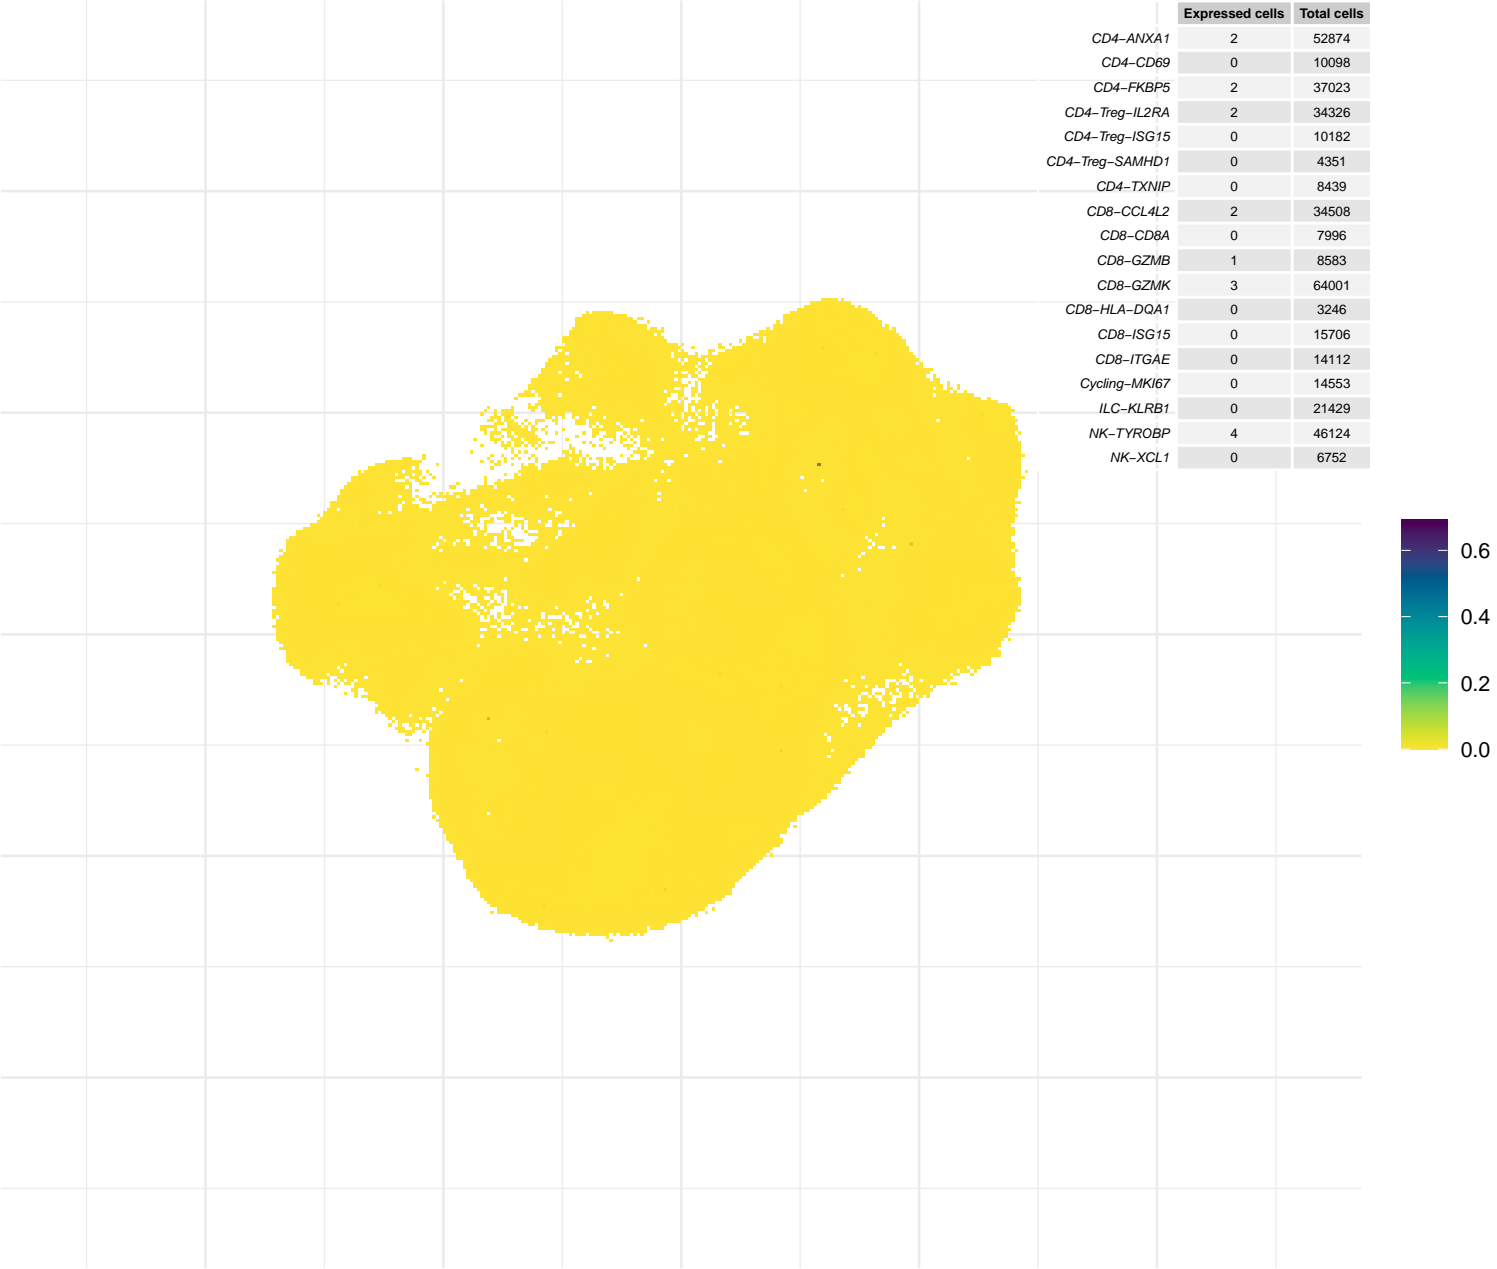 Expressed cells Total cells
CD4−ANXA1 2 52874
CD4−CD69 0 10098
CD4−FKBP5 2 37023
CD4−Treg−IL2RA 2 34326
CD4−Treg−ISG15 0 10182
CD4−Treg−SAMHD1 0 4351
CD4−TXNIP 0 8439
CD8−CCL4L2 2 34508
CD8−CD8A 0 7996
CD8−GZMB 1 8583
CD8−GZMK 3 64001
CD8−HLA−DQA1 0 3246
CD8−ISG15 0 15706
CD8−ITGAE 0 14112
Cycling−MKI67 0 14553
ILC−KLRB1 0 21429
NK−TYROBP 4 46124
NK−XCL1 0 6752
0.6
0.4
0.2
0.0